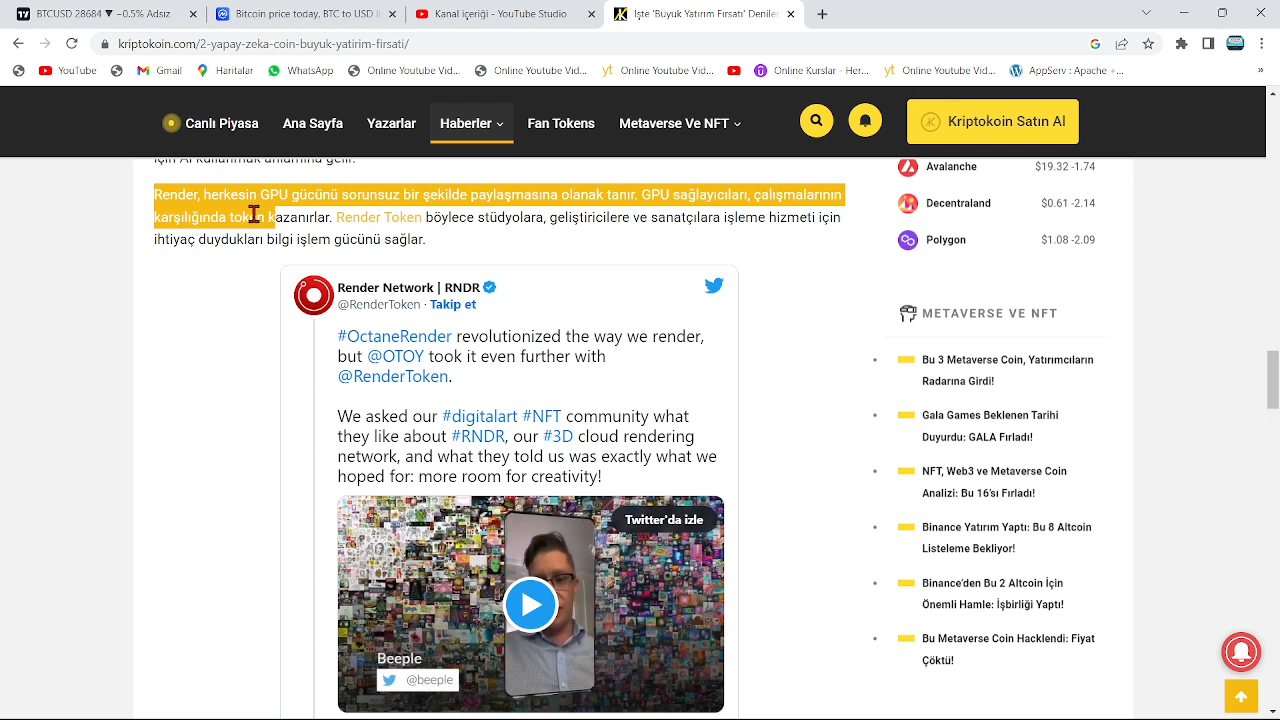 BTCUSD 28684 ▼ −0.5% Adsız
Bitcoin price today, BTC to USD l
Kanal içeriği - YouTube Studio
İşte 'Büyük Yatırım Fırsatı' Denilen
kriptokoin.com/2-yapay-zeka-coin-buyuk-yatirim-firsati/
YouTube
Gmail
Haritalar
WhatsApp
Online Youtube Vid...
Online Youtube Vid...
Online Kurslar - Her...
Online Youtube Vid...
AppServ : Apache +...
»
Canlı Piyasa
Ana Sayfa
Yazarlar
Haberler
Fan Tokens
Metaverse Ve NFT
Kriptokoin Satın Al
için AI kullanmak anlamına gelir.
Render, herkesin GPU gücünü sorunsuz bir şekilde paylaşmasına olanak tanır. GPU sağlayıcıları, çalışmalarının
karşılığında token kazanırlar. Render Token böylece stüdyolara, geliştiricilere ve sanatçılara işleme hizmeti için
ihtiyaç duydukları bilgi işlem gücünü sağlar.
Render Network | RNDR
@RenderToken · Takip et
#OctaneRender revolutionized the way we render,
but @OTOY took it even further with
@RenderToken.
We asked our #digitalart #NFT community what
they like about #RNDR, our #3D cloud rendering
network, and what they told us was exactly what we
hoped for: more room for creativity!
Twitter'da izle
Beeple
@beeple
Avalanche $19.32 -1.74
Decentraland $0.61 -2.14
Polygon $1.08 -2.09
METAVERSE VE NFT
Bu 3 Metaverse Coin, Yatırımcıların
Radarına Girdi!
Gala Games Beklenen Tarihi
Duyurdu: GALA Fırladı!
NFT, Web3 ve Metaverse Coin
Analizi: Bu 16'sı Fırladı!
Binance Yatırım Yaptı: Bu 8 Altcoin
Listeleme Bekliyor!
Binance'den Bu 2 Altcoin İçin
Önemli Hamle: İşbirliği Yaptı!
Bu Metaverse Coin Hacklendi: Fiyat
Çöktü!